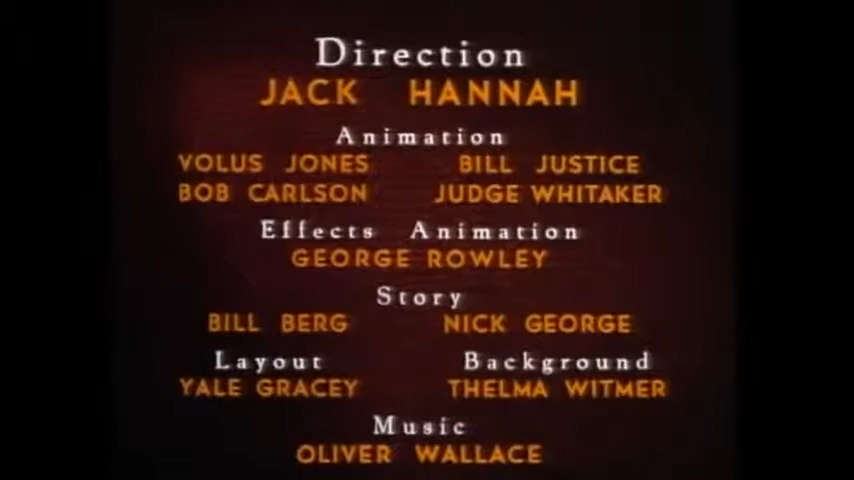 Direction
JACK HANNAH
Animation
VOLUS JONES BILL JUSTICE
BOB CARLSON JUDGE WHITAKER
Effects Animation
GEORGE ROWLEY
Story
BILL BERG NICK GEORGE
Layout Background
YALE GRACEY THELMA WITMER
Music
OLIVER WALLACE